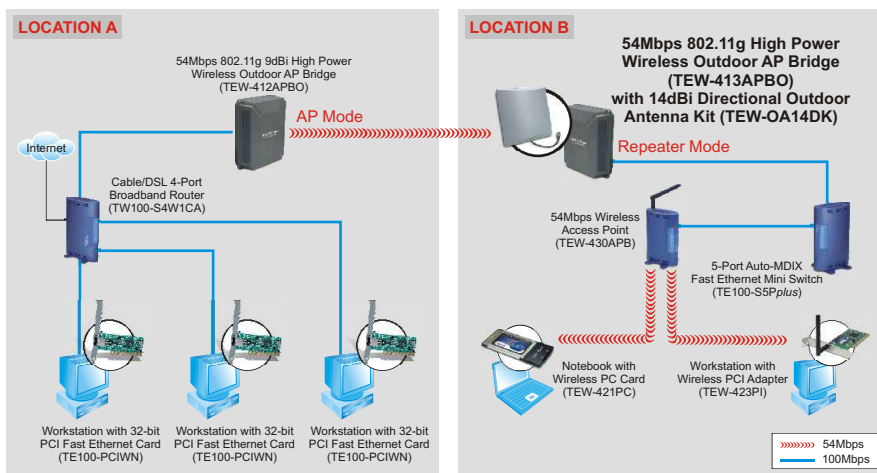 LOCATION A
54Mbps 802.11g 9dBi High Power
Wireless Outdoor AP Bridge
(TEW-412APBO)
AP Mode
Internet
Cable/DSL 4-Port
Broadband Router
(TW100-S4W1CA)
Workstation with 32-bit
PCI Fast Ethernet Card
(TE100-PCIWN)
Workstation with 32-bit
PCI Fast Ethernet Card
(TE100-PCIWN)
Workstation with 32-bit
PCI Fast Ethernet Card
(TE100-PCIWN)
LOCATION B
54Mbps 802.11g High Power
Wireless Outdoor AP Bridge
(TEW-413APBO)
with 14dBi Directional Outdoor
Antenna Kit (TEW-OA14DK)
Repeater Mode
54Mbps Wireless
Access Point
(TEW-430APB)
5-Port Auto-MDIX
Fast Ethernet Mini Switch
(TE100-S5Pplus)
Notebook with
Wireless PC Card
(TEW-421PC)
Workstation with
Wireless PCI Adapter
(TEW-423PI)
54Mbps
100Mbps